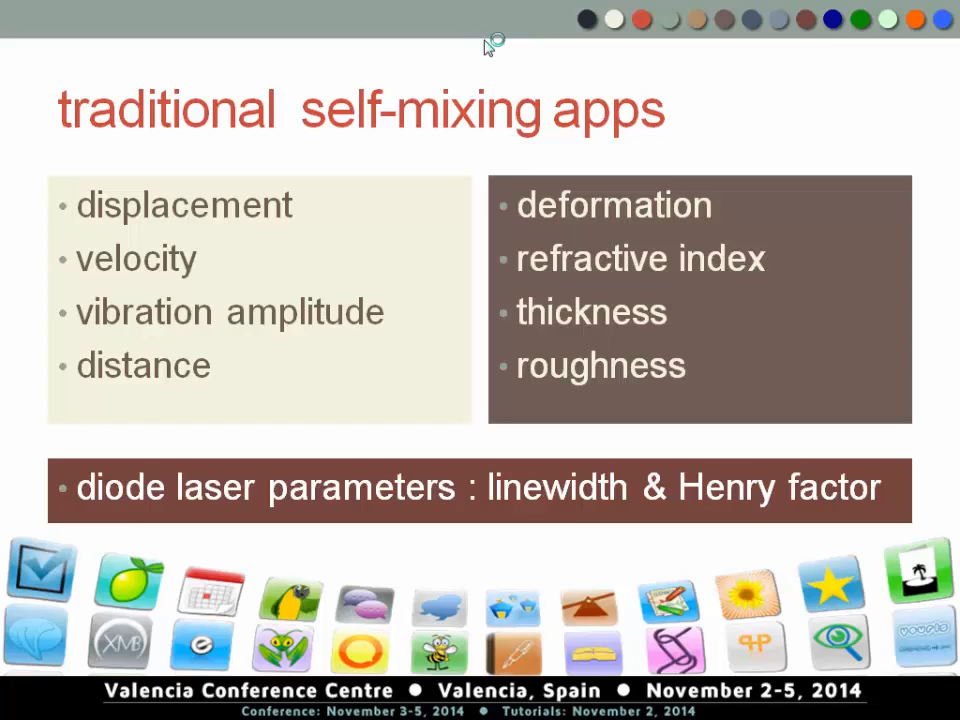 traditional self-mixing apps
• displacement
• velocity
• vibration amplitude
• distance
• deformation
• refractive index
• thickness
• roughness
• diode laser parameters : linewidth & Henry factor
XMB
e
PHP
Valencia Conference Centre ● Valencia, Spain ● November 2-5, 2014
Conference: November 3-5, 2014 ● Tutorials: November 2, 2014